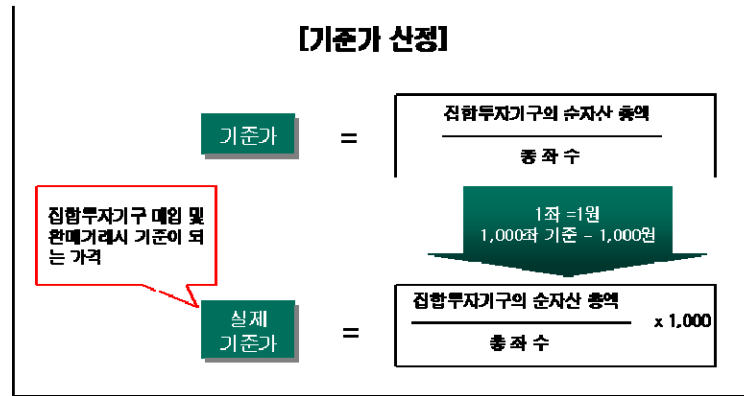 [기준가 산정]
기준가
=
집합투자기구의 순자산 총액
총 좌 수
집합투자기구 매입 및
환매거래시 기준이 되
는 가격
1좌 =1원
1,000좌 기준 - 1,000원
실제
기준가
=
집합투자기구의 순자산 총액
총 좌 수
x 1,000